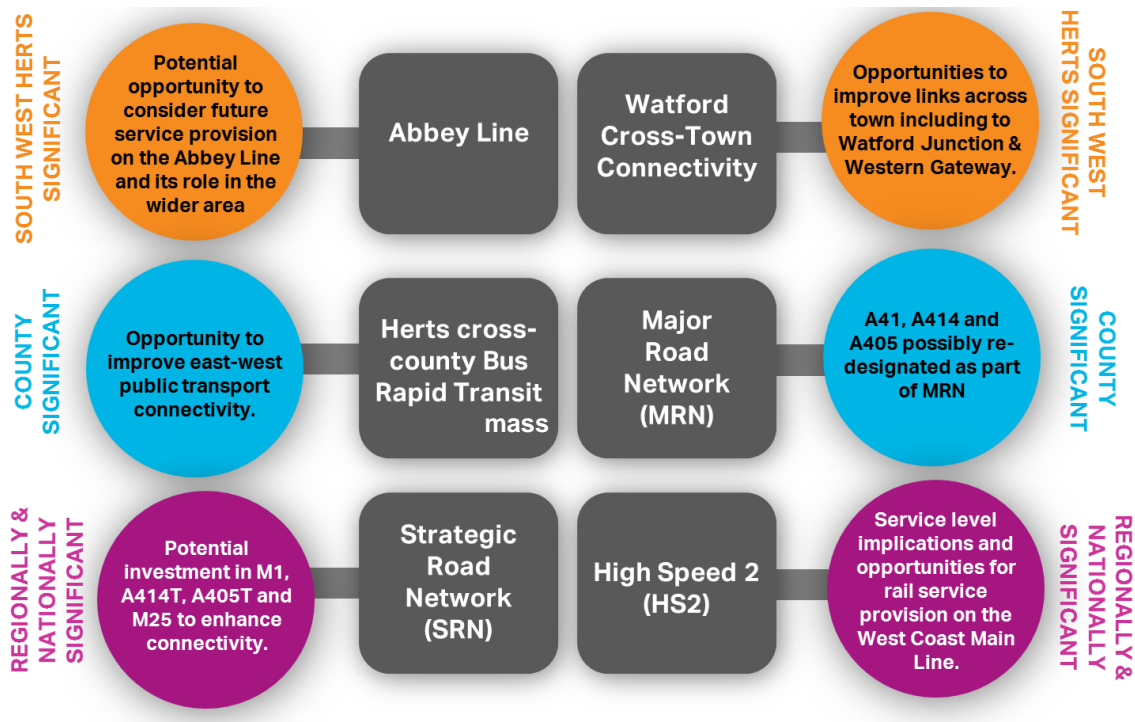 SOUTH WEST HERTS
SIGNIFICANT
Potential
opportunity to
consider future
service provision
on the Abbey Line
and its role in the
wider area
Abbey Line
Watford
Cross-Town
Connectivity
Opportunities to
improve links across
town including to
Watford Junction &
Western Gateway.
SOUTH WEST
HERTS SIGNIFICANT
COUNTY
SIGNIFICANT
Opportunity to
improve east-west
public transport
connectivity.
Herts cross-
county Bus
Rapid Transit
mass
Major
Road
Network
(MRN)
A41, A414 and
A405 possibly re-
designated as part
of MRN
COUNTY
SIGNIFICANT
REGIONALLY &
NATIONALLY
SIGNIFICANT
Potential
investment in M1,
A414T, A405T and
M25 to enhance
connectivity.
Strategic
Road
Network
(SRN)
High Speed 2
(HS2)
Service level
implications and
opportunities for
rail service
provision on the
West Coast Main
Line.
REGIONALLY &
NATIONALLY
SIGNIFICANT